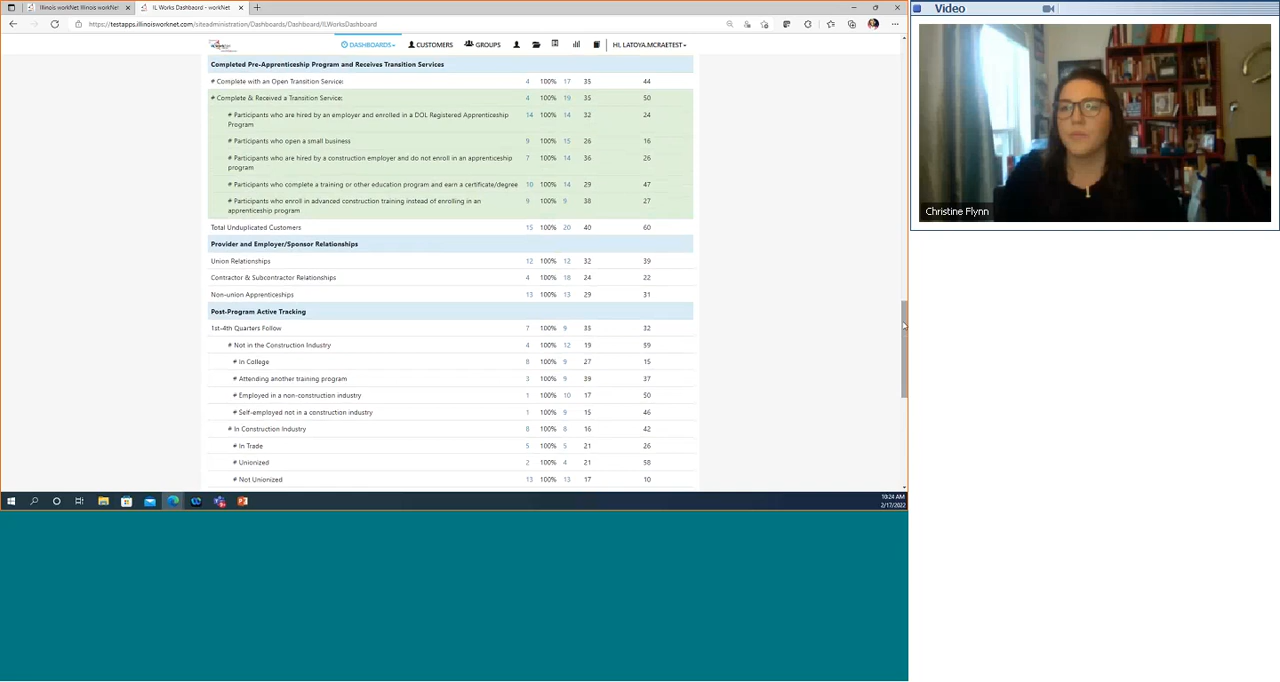 Illinois workNet Illinois workNet
IL Works Dashboard - workNet
Video
https://testapps.illinoisworknet.com/siteadministration/Dashboards/Dashboard/ILWorksDashboard
DASHBOARDS CUSTOMERS GROUPS HI, LATOYA.MCRAETEST
Completed Pre-Apprenticeship Program and Receives Transition Services
# Complete with an Open Transition Service: 4 100% 17 35 44
# Complete & Received a Transition Service: 4 100% 19 35 50
# Participants who are hired by an employer and enrolled in a DOL Registered Apprenticeship 14 100% 14 32 24
Program
# Participants who open a small business 9 100% 15 26 16
# Participants who are hired by a construction employer and do not enroll in an apprenticeship 7 100% 14 36 26
program
# Participants who complete a training or other education program and earn a certificate/degree 10 100% 14 29 47
# Participants who enroll in advanced construction training instead of enrolling in an 9 100% 9 38 27
apprenticeship program
Total Unduplicated Customers 15 100% 20 40 60
Provider and Employer/Sponsor Relationships
Union Relationships 12 100% 12 32 39
Contractor & Subcontractor Relationships 4 100% 18 24 22
Non-union Apprenticeships 13 100% 13 29 31
Post-Program Active Tracking
1st-4th Quarters Follow 7 100% 9 35 32
# Not in the Construction Industry 4 100% 12 19 59
# In College 8 100% 9 27 15
# Attending another training program 3 100% 9 39 37
# Employed in a non-construction industry 1 100% 10 17 50
# Self-employed not in a construction industry 1 100% 9 15 46
# In Construction Industry 8 100% 8 16 42
# In Trade 5 100% 5 21 26
# Unionized 2 100% 4 21 58
# Not Unionized 13 100% 13 17 10
10:24 AM
2/17/2022
Christine Flynn